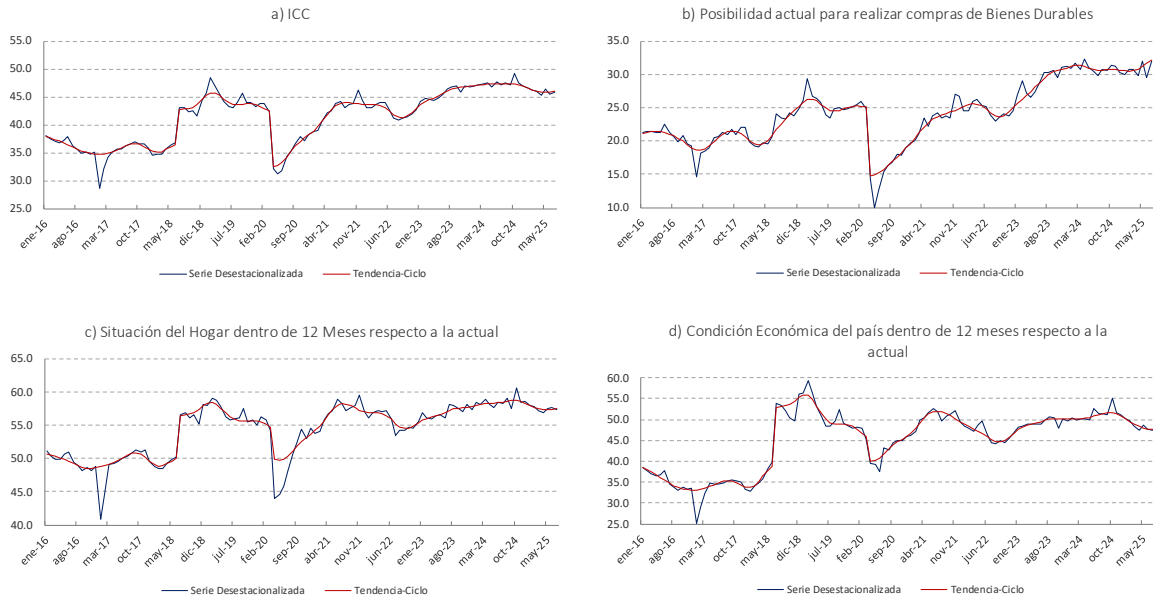 a) ICC
55.0
50.0
45.0
40.0
35.0
30.0
25.0
ene-16
ago-16
mar-17
oct-17
may-18
dic-18
jul-19
feb-20
sep-20
abr-21
nov-21
jun-22
ene-23
ago-23
mar-24
oct-24
may-25
Serie Desestacionalizada
Tendencia-Ciclo
b) Posibilidad actual para realizar compras de Bienes Durables
35.0
30.0
25.0
20.0
15.0
10.0
ene-16
ago-16
mar-17
oct-17
may-18
dic-18
jul-19
feb-20
sep-20
abr-21
nov-21
jun-22
ene-23
ago-23
mar-24
oct-24
may-25
Serie Desestacionalizada
Tendencia-Ciclo
c) Situación del Hogar dentro de 12 Meses respecto a la actual
65.0
60.0
55.0
50.0
45.0
40.0
ene-16
ago-16
mar-17
oct-17
may-18
dic-18
jul-19
feb-20
sep-20
abr-21
nov-21
jun-22
ene-23
ago-23
mar-24
oct-24
may-25
Serie Desestacionalizada
Tendencia-Ciclo
d) Condición Económica del país dentro de 12 meses respecto a la
actual
60.0
55.0
50.0
45.0
40.0
35.0
30.0
25.0
ene-16
ago-16
mar-17
oct-17
may-18
dic-18
jul-19
feb-20
sep-20
abr-21
nov-21
jun-22
ene-23
ago-23
mar-24
oct-24
may-25
Serie Desestacionalizada
Tendencia-Ciclo